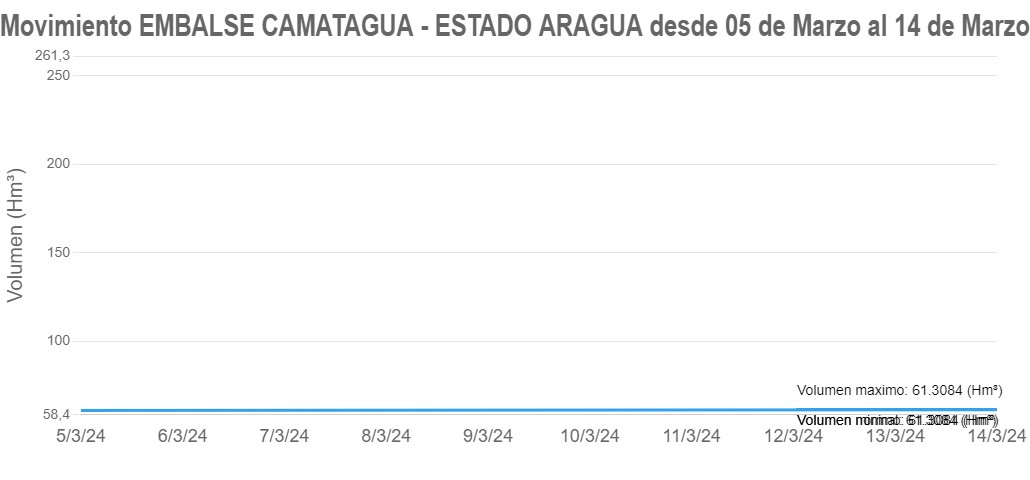 Movimiento EMBALSE CAMATAGUA - ESTADO ARAGUA desde 05 de Marzo al 14 de Marzo
261,3
250
200
150
100
58,4
Volumen (Hm³)
Volumen maximo: 61.3084 (Hm³)
Volumen
5/3/24 6/3/24 7/3/24 8/3/24 9/3/24 10/3/24 11/3/24 12/3/24 13/3/24 14/3/24